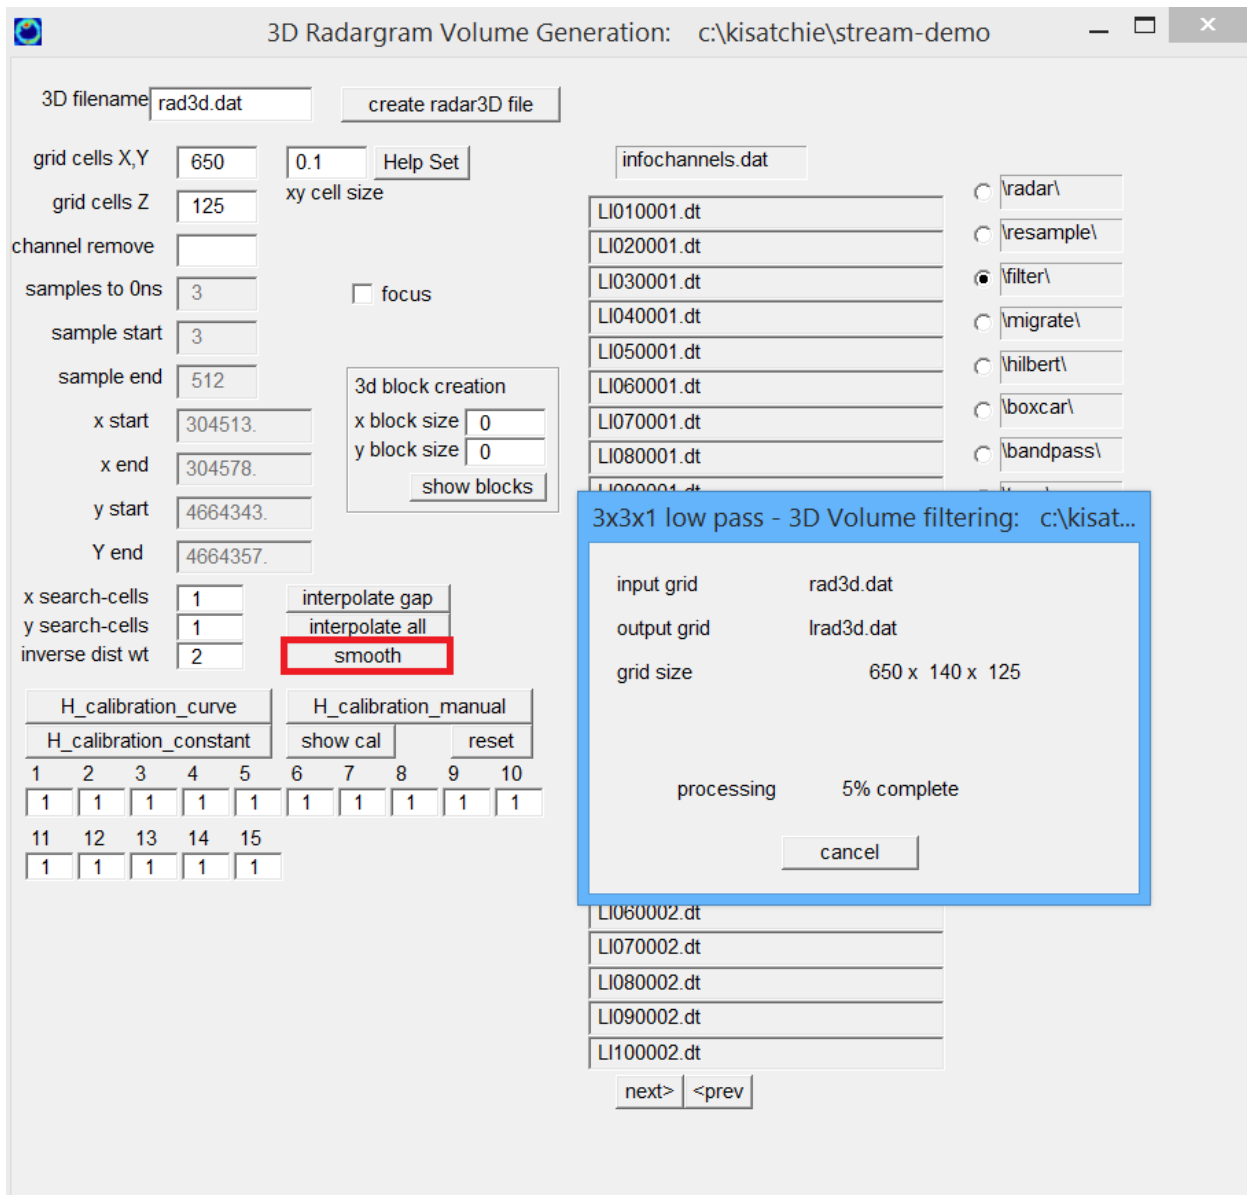 3D Radargram Volume Generation: c:\kisatchie\stream-demo
3D filename rad3d.dat create radar3D file
grid cells X,Y 650 0.1 Help Set
xy cell size
grid cells Z 125
channel remove
samples to 0ns 3
focus
sample start 3
sample end 512
x start 304513.
x end 304578.
y start 4664343.
Y end 4664357.
3d block creation
x block size 0
y block size 0
show blocks
x search-cells 1 interpolate gap
y search-cells 1 interpolate all
inverse dist wt 2 smooth
H_calibration_curve H_calibration_manual
H_calibration_constant show cal reset
1 2 3 4 5 6 7 8 9 10
1 1 1 1 1 1 1 1 1 1
11 12 13 14 15
1 1 1 1 1
infochannels.dat
LI010001.dt
LI020001.dt
LI030001.dt
LI040001.dt
LI050001.dt
LI060001.dt
LI070001.dt
LI080001.dt
LI090001.dt
\radar\
\resample\
\filter\
\migrate\
\hilbert\
\boxcar\
\bandpass\
3x3x1 low pass - 3D Volume filtering: c:\kisat...
input grid rad3d.dat
output grid lrad3d.dat
grid size 650 x 140 x 125
processing 5% complete
cancel
LI060002.dt
LI070002.dt
LI080002.dt
LI090002.dt
LI100002.dt
next> <prev